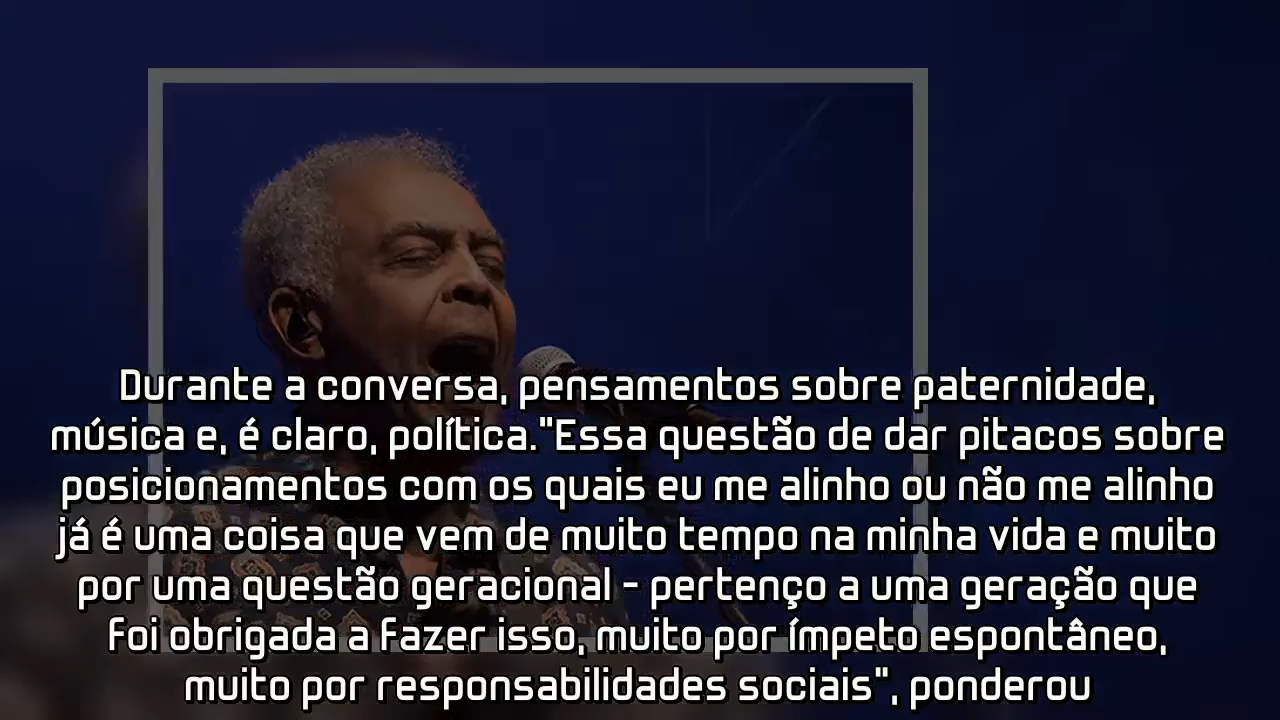 Durante a conversa, pensamentos sobre paternidade,
música e, é claro, política."Essa questão de dar pitacos sobre
posicionamentos com os quais eu me alinho ou não me alinho
já é uma coisa que vem de muito tempo na minha vida e muito
por uma questão geracional - pertenço a uma geração que
foi obrigada a fazer isso, muito por ímpeto espontâneo,
muito por responsabilidades sociais", ponderou